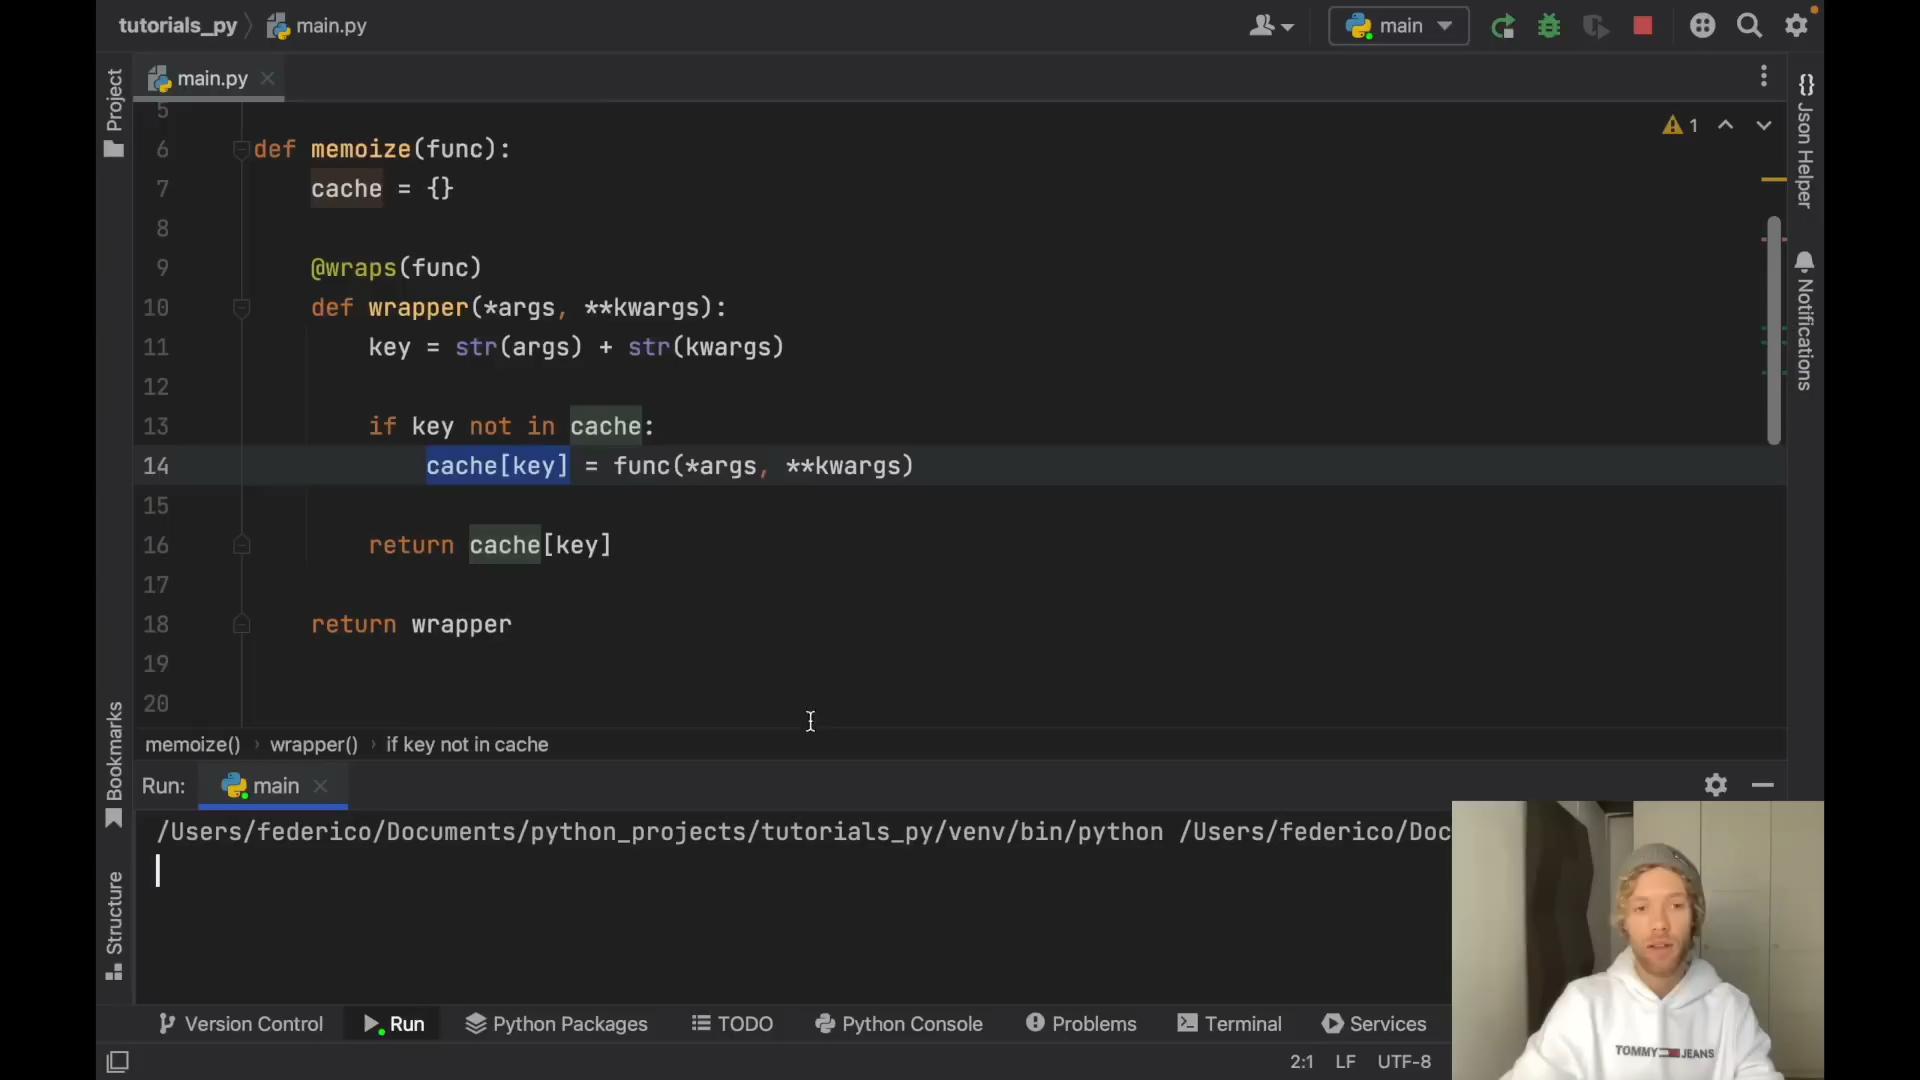 tutorials_py main.py
main
main.py
Project
Json Helper
Notifications
Bookmarks
Structure
1
5
6 def memoize(func):
7 cache = {}
8
9 @wraps(func)
10 def wrapper(*args, **kwargs):
11 key = str(args) + str(kwargs)
12
13 if key not in cache:
14 cache[key] = func(*args, **kwargs)
15
16 return cache[key]
17
18 return wrapper
19
20
memoize() › wrapper() › if key not in cache
Run: main
/Users/federico/Documents/python_projects/tutorials_py/venv/bin/python /Users/federico/Doc
Version Control Run Python Packages TODO Python Console Problems Terminal Services
2:1 LF UTF-8
TOMMY JEANS